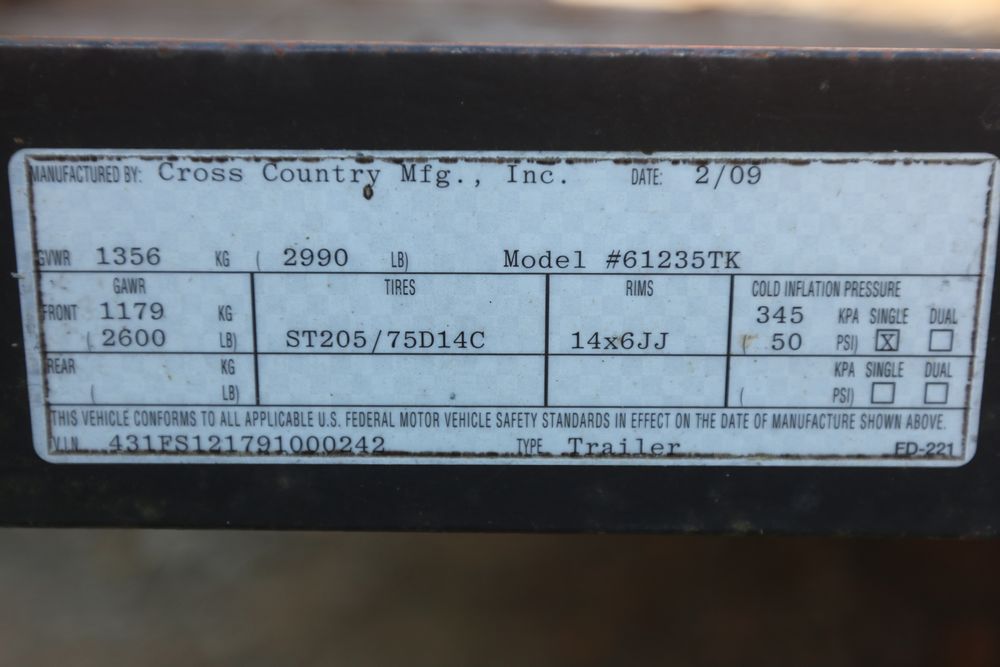 MANUFACTURED BY: Cross Country Mfg., Inc. DATE: 2/09
GVWR 1356 KG ( 2990 LB) Model #61235TK
GAWR TIRES RIMS COLD INFLATION PRESSURE
FRONT 1179 KG 345 KPA SINGLE DUAL
( 2600 LB) ST205/75D14C 14x6JJ ( 50 PSI) X
REAR KG KPA SINGLE DUAL
( LB) ( PSI)
THIS VEHICLE CONFORMS TO ALL APPLICABLE U.S. FEDERAL MOTOR VEHICLE SAFETY STANDARDS IN EFFECT ON THE DATE OF MANUFACTURE SHOWN ABOVE.
V.I.N. 431FS121791000242 TYPE Trailer FD-221